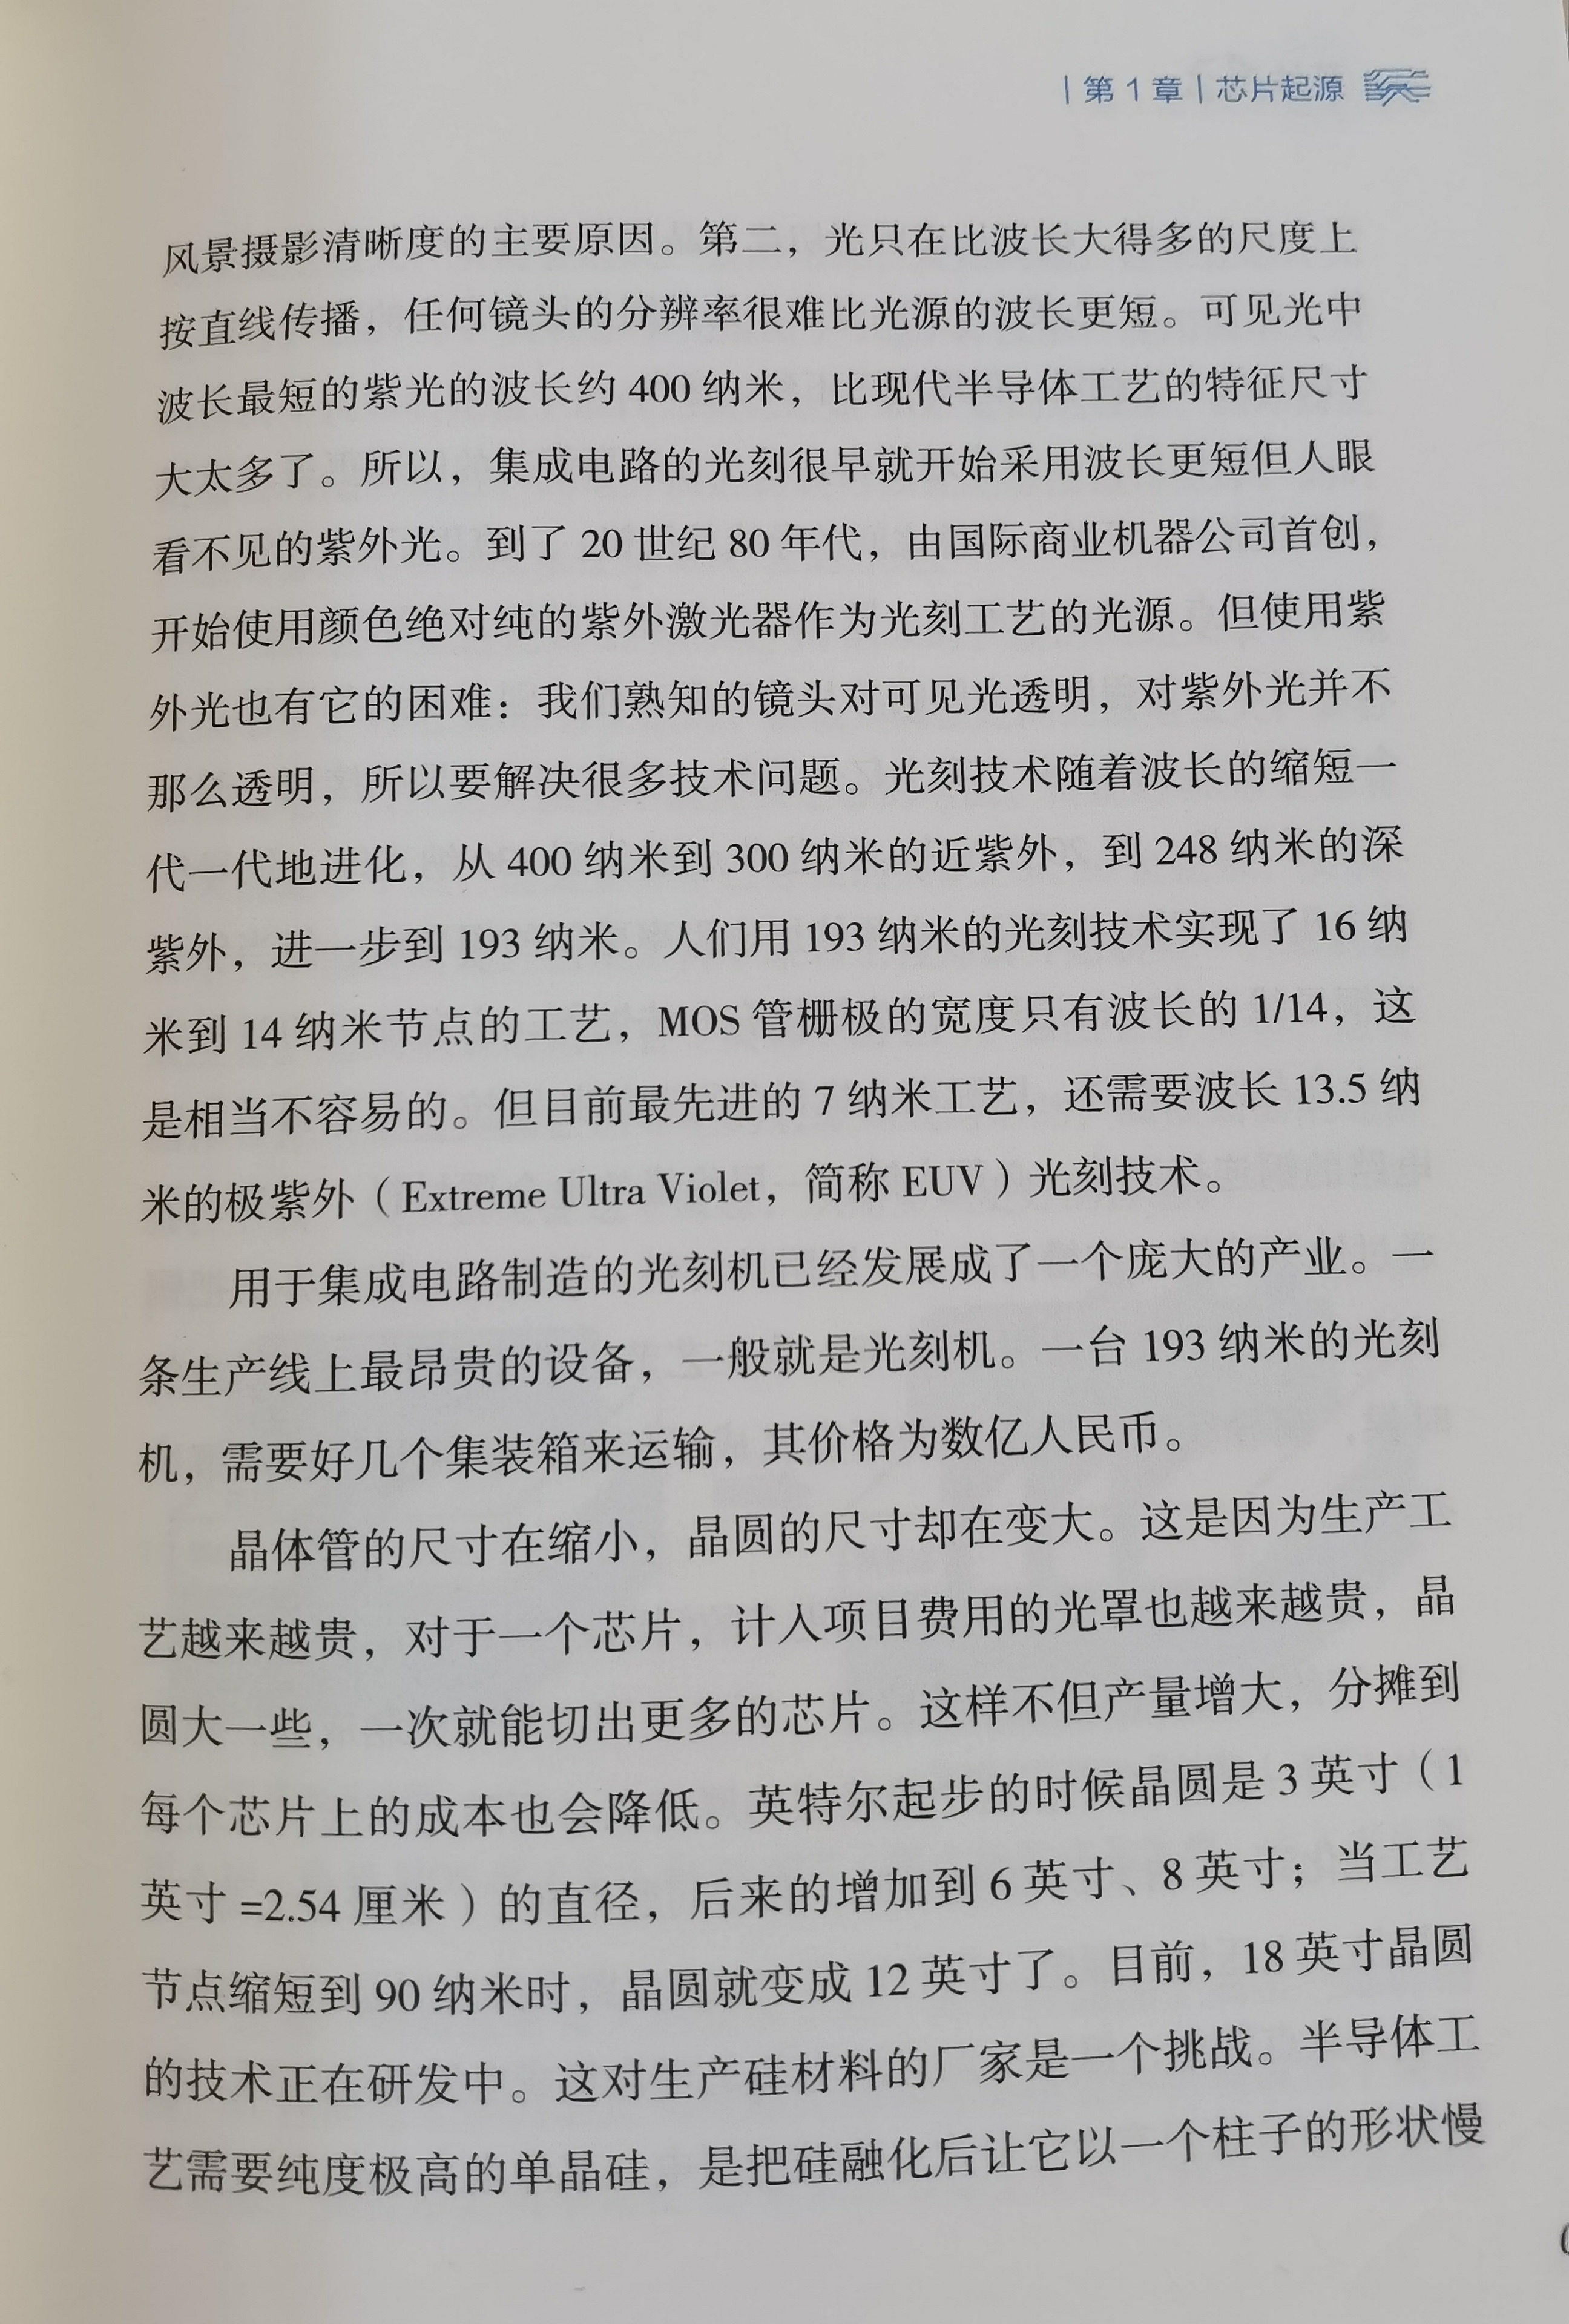 |第1章|芯片起源
风景摄影清晰度的主要原因。第二，光只在比波长大得多的尺度上
按直线传播，任何镜头的分辨率很难比光源的波长更短。可见光中
波长最短的紫光的波长约 400 纳米，比现代半导体工艺的特征尺寸
大太多了。所以，集成电路的光刻很早就开始采用波长更短但人眼
看不见的紫外光。到了 20 世纪 80 年代，由国际商业机器公司首创，
开始使用颜色绝对纯的紫外激光器作为光刻工艺的光源。但使用紫
外光也有它的困难：我们熟知的镜头对可见光透明，对紫外光并不
那么透明，所以要解决很多技术问题。光刻技术随着波长的缩短一
代一代地进化，从 400 纳米到 300 纳米的近紫外，到 248 纳米的深
紫外，进一步到 193 纳米。人们用 193 纳米的光刻技术实现了 16 纳
米到 14 纳米节点的工艺，MOS 管栅极的宽度只有波长的 1/14，这
是相当不容易的。但目前最先进的 7 纳米工艺，还需要波长 13.5 纳
米的极紫外（Extreme Ultra Violet，简称 EUV）光刻技术。
用于集成电路制造的光刻机已经发展成了一个庞大的产业。一
条生产线上最昂贵的设备，一般就是光刻机。一台 193 纳米的光刻
机，需要好几个集装箱来运输，其价格为数亿人民币。
晶体管的尺寸在缩小，晶圆的尺寸却在变大。这是因为生产工
艺越来越贵，对于一个芯片，计入项目费用的光罩也越来越贵，晶
圆大一些，一次就能切出更多的芯片。这样不但产量增大，分摊到
每个芯片上的成本也会降低。英特尔起步的时候晶圆是 3 英寸（1
英寸 =2.54 厘米）的直径，后来的增加到 6 英寸、8 英寸；当工艺
节点缩短到 90 纳米时，晶圆就变成 12 英寸了。目前，18 英寸晶圆
的技术正在研发中。这对生产硅材料的厂家是一个挑战。半导体工
艺需要纯度极高的单晶硅，是把硅融化后让它以一个柱子的形状慢